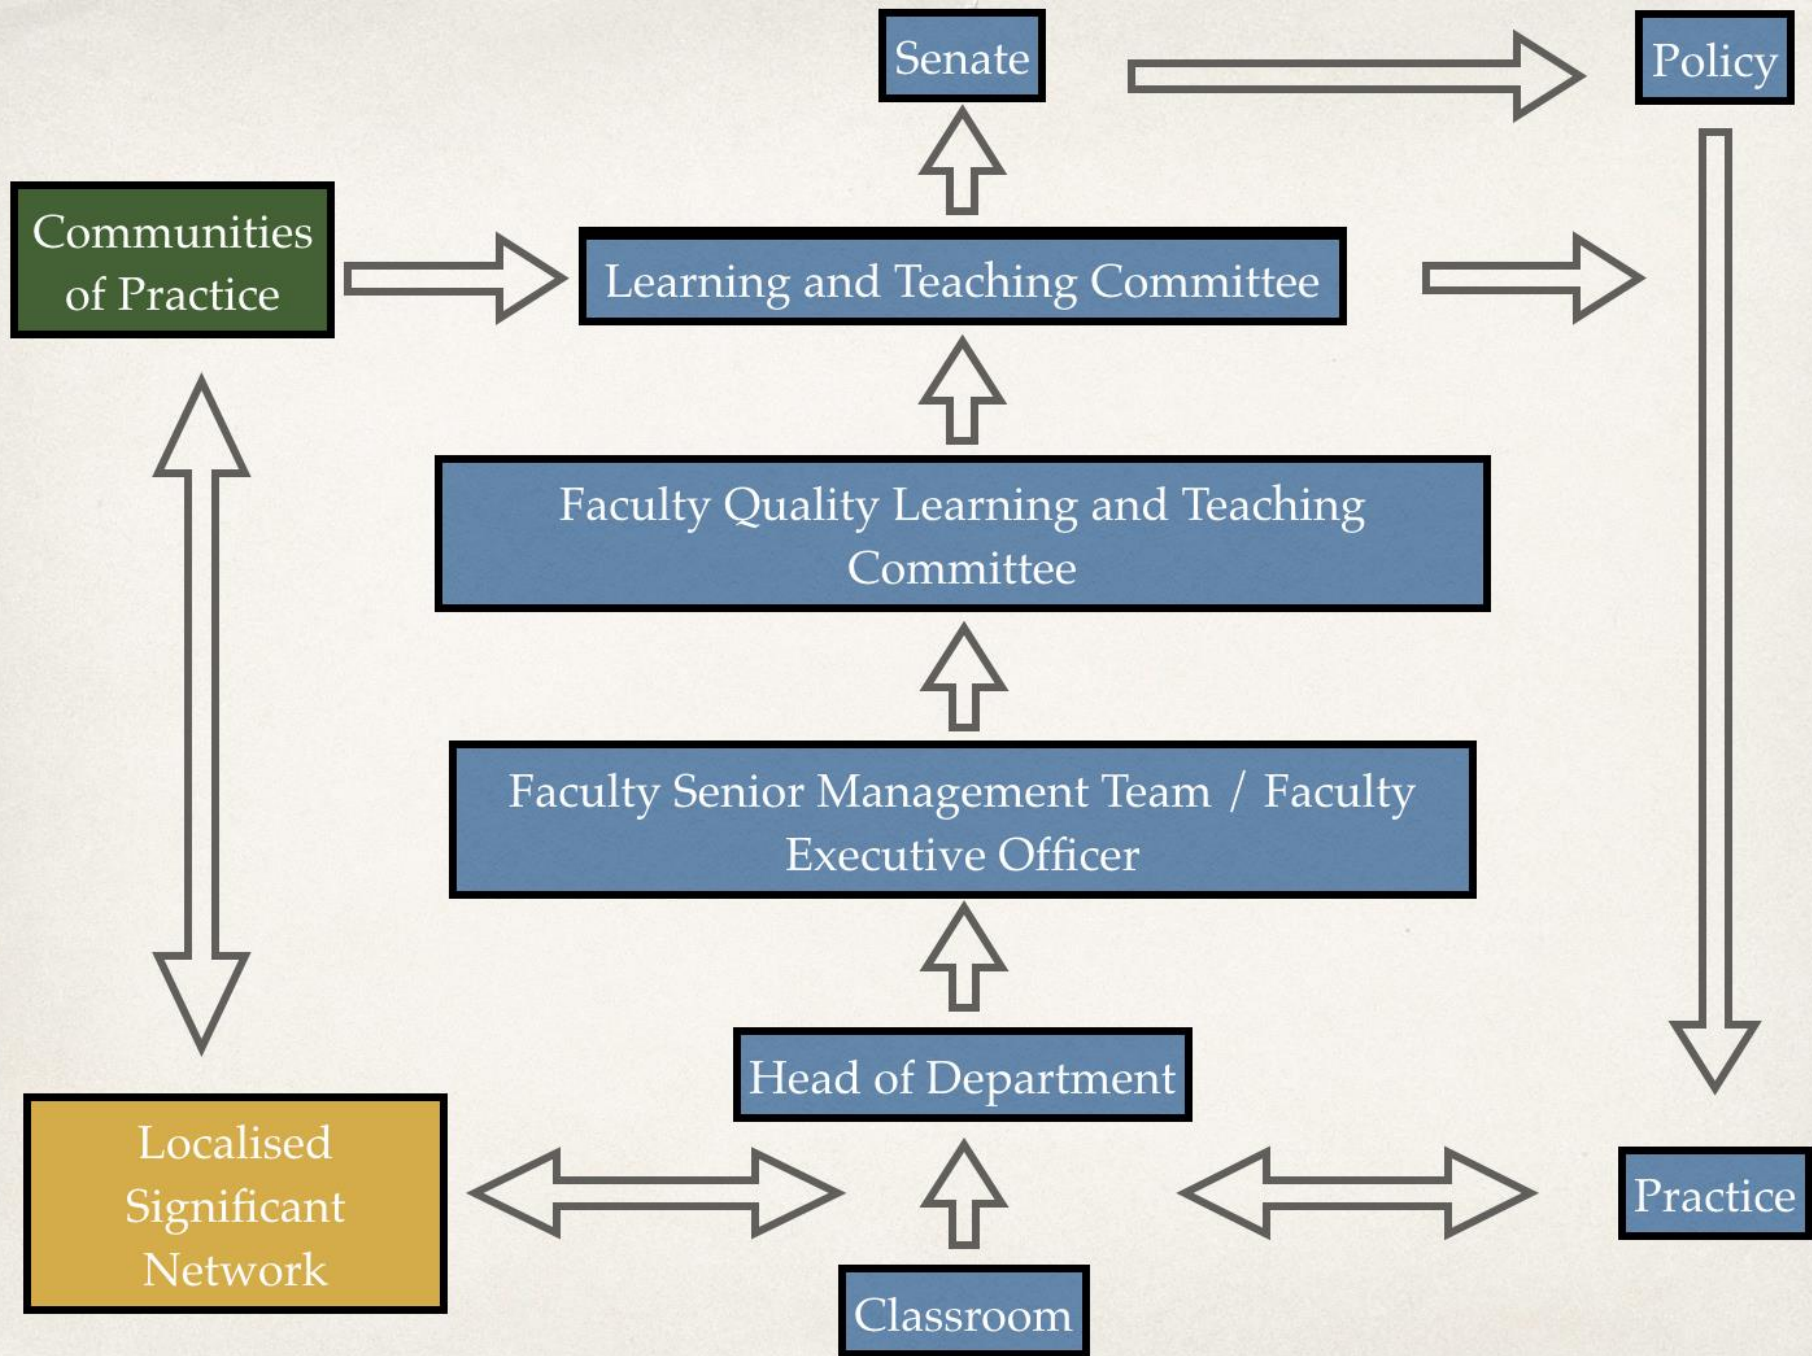 Senate
Policy
Communities
of Practice
Learning and Teaching Committee
Faculty Quality Learning and Teaching
Committee
Faculty Senior Management Team / Faculty
Executive Officer
Head of Department
Localised
Significant
Network
Practice
Classroom